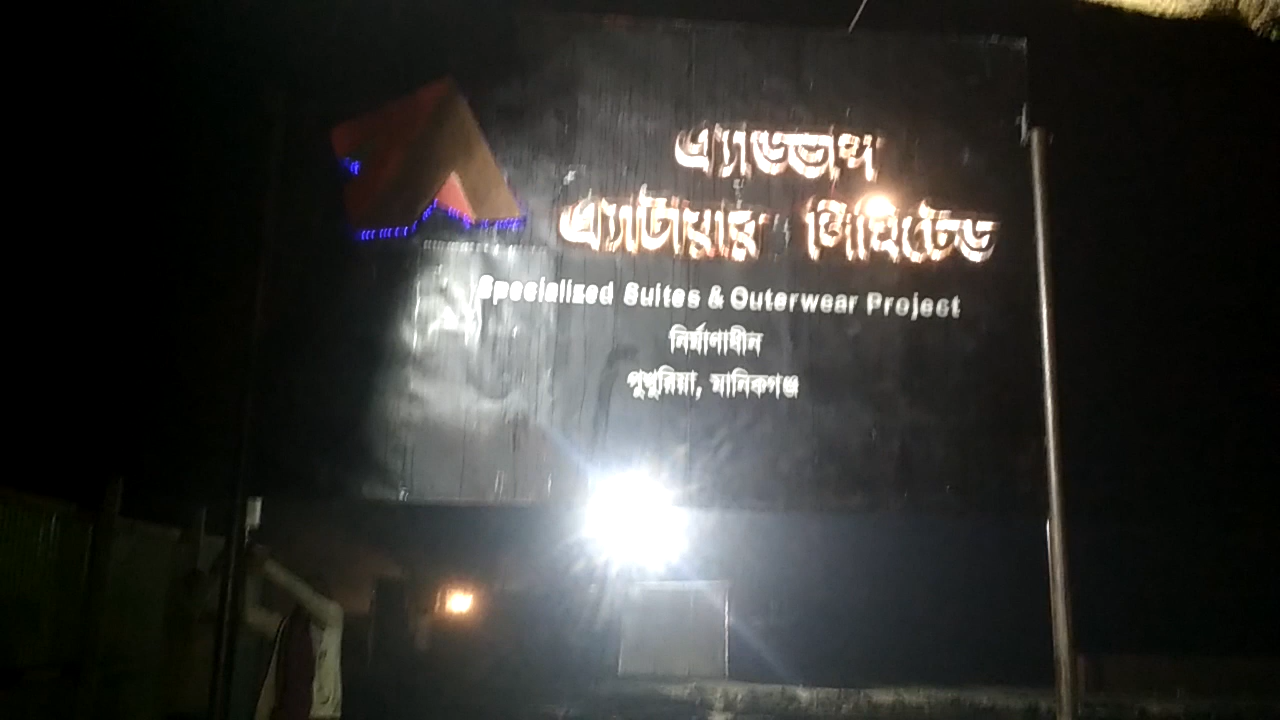 এ্যাডভান্স
এ্যাটায়ার লিমিটেড
Specialized Suites & Outerwear Project
নির্মাণাধীন
পুখুরিয়া, মানিকগঞ্জ